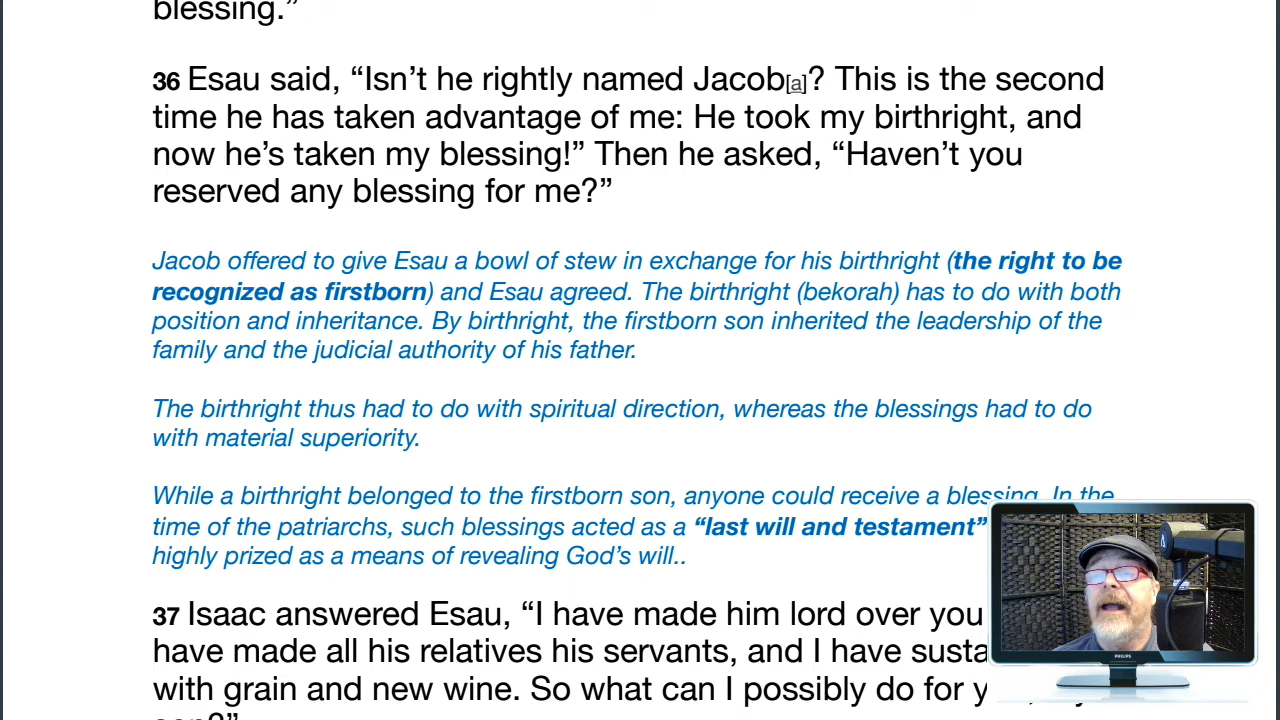 blessing.”
36 Esau said, “Isn’t he rightly named Jacob[a]? This is the second
time he has taken advantage of me: He took my birthright, and
now he’s taken my blessing!” Then he asked, “Haven’t you
reserved any blessing for me?”
Jacob offered to give Esau a bowl of stew in exchange for his birthright (the right to be
recognized as firstborn) and Esau agreed. The birthright (bekorah) has to do with both
position and inheritance. By birthright, the firstborn son inherited the leadership of the
family and the judicial authority of his father.
The birthright thus had to do with spiritual direction, whereas the blessings had to do
with material superiority.
While a birthright belonged to the firstborn son, anyone could receive a blessing. In the
time of the patriarchs, such blessings acted as a “last will and testament”
highly prized as a means of revealing God’s will..
37 Isaac answered Esau, “I have made him lord over you
have made all his relatives his servants, and I have susta
with grain and new wine. So what can I possibly do for
son?”
PHILIPS